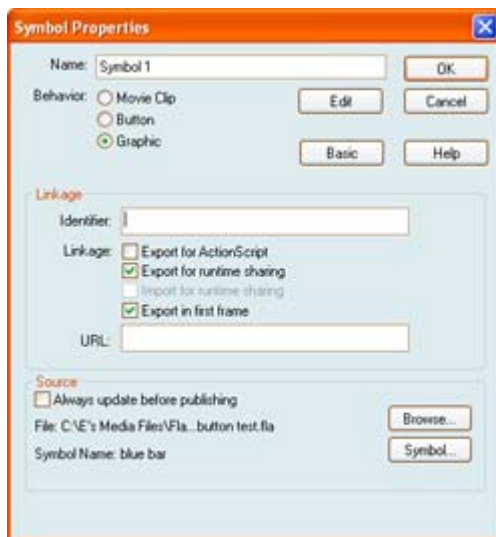 Symbol Properties
Name: Symbol 1 OK
Behavior: Movie Clip Edit Cancel
Button
Graphic Basic Help
Linkage
Identifier:
Linkage: Export for ActionScript
Export for runtime sharing
Import for runtime sharing
Export in first frame
URL:
Source
Always update before publishing
File: C:\E's Media Files\Fla...button test.fla Browse...
Symbol Name: blue bar Symbol...